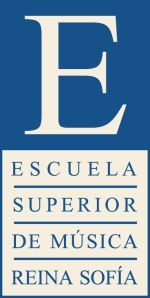 E
ESCUELA
SUPERIOR
DE MÚSICA
REINA SOFÍA